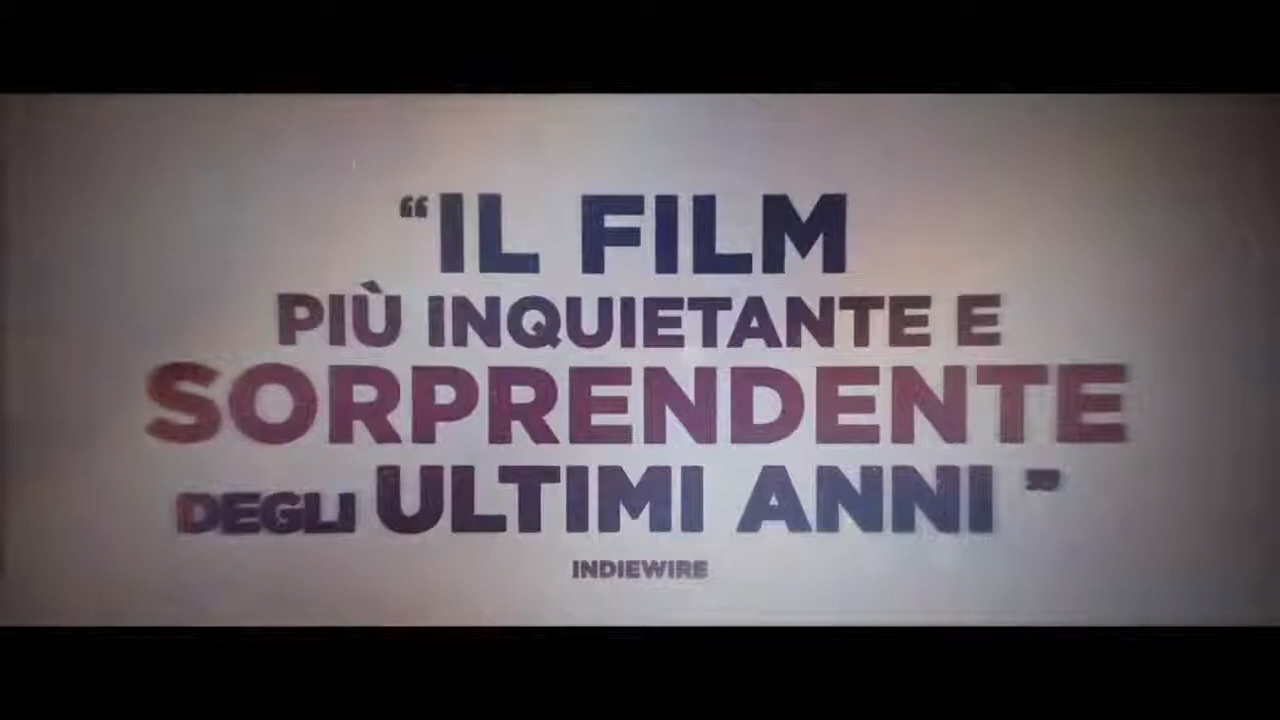 “IL FILM
PIÙ INQUIETANTE E
SORPRENDENTE
DEGLI ULTIMI ANNI ”
INDIEWIRE